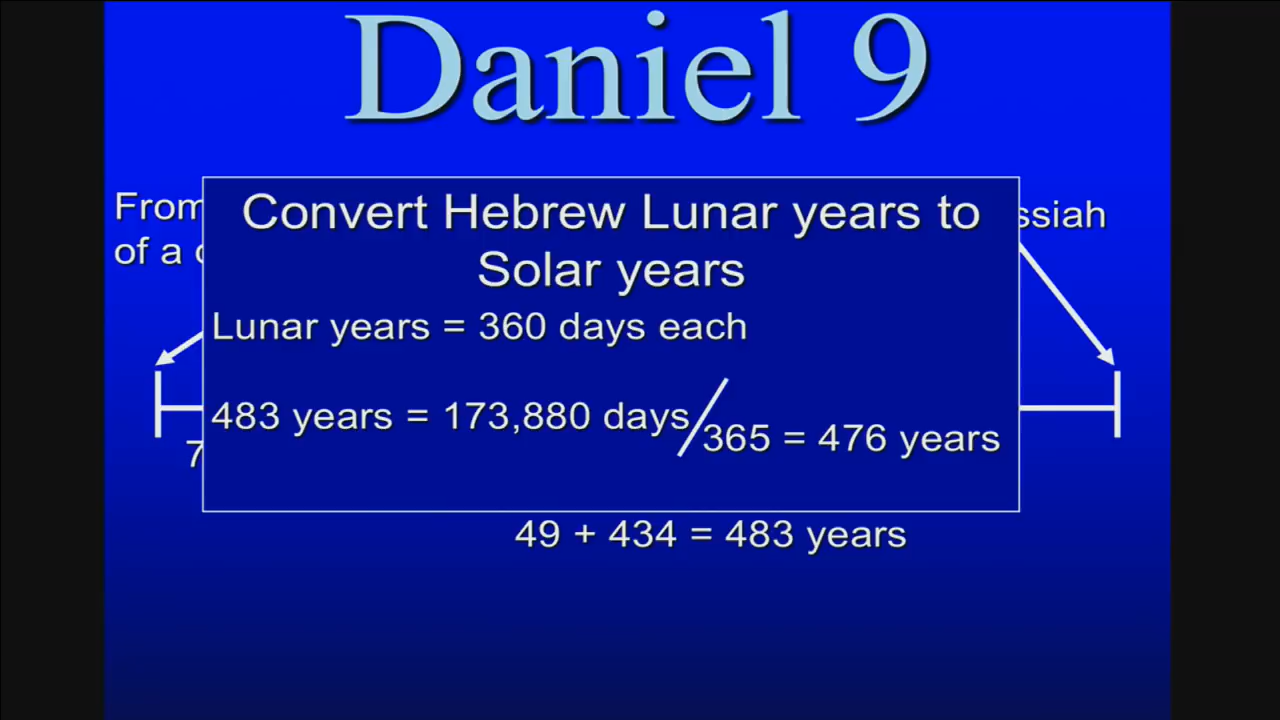 Daniel 9
From
ssiah
of a
Convert Hebrew Lunar years to
Solar years
Lunar years = 360 days each
483 years = 173,880 days/365 = 476 years
7
49 + 434 = 483 years